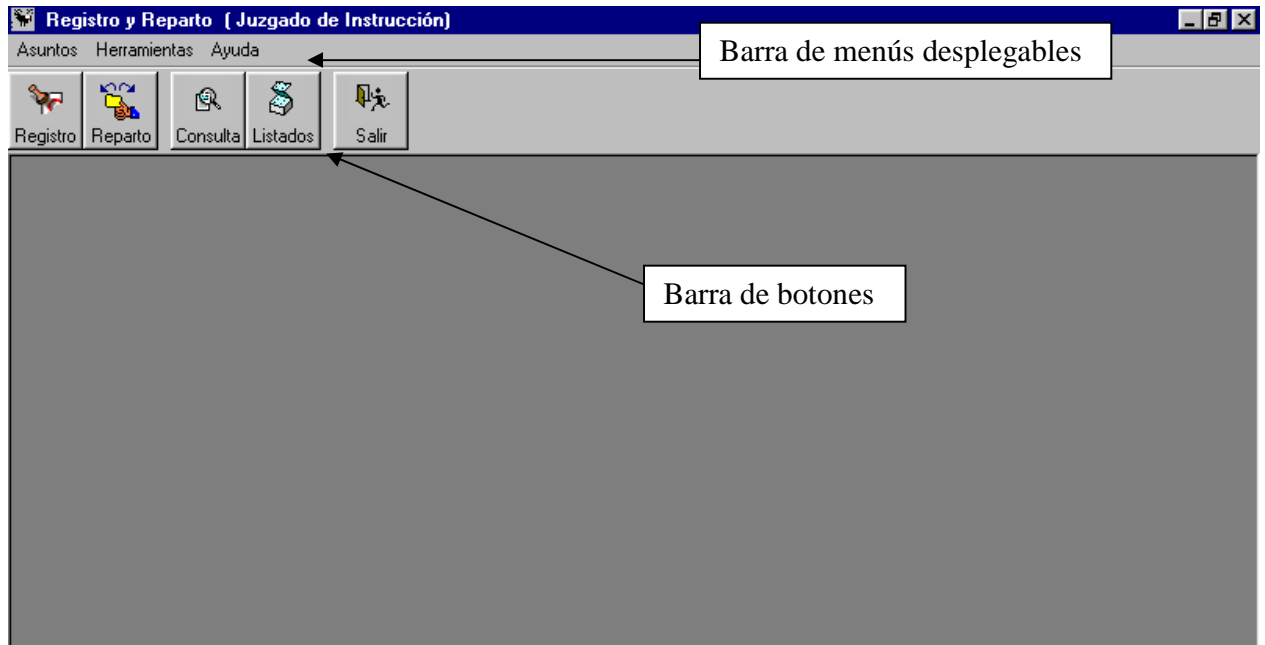 Registro y Reparto ( Juzgado de Instrucción)
Asuntos Herramientas Ayuda
Barra de menús desplegables
Registro Reparto Consulta Listados Salir
Barra de botones